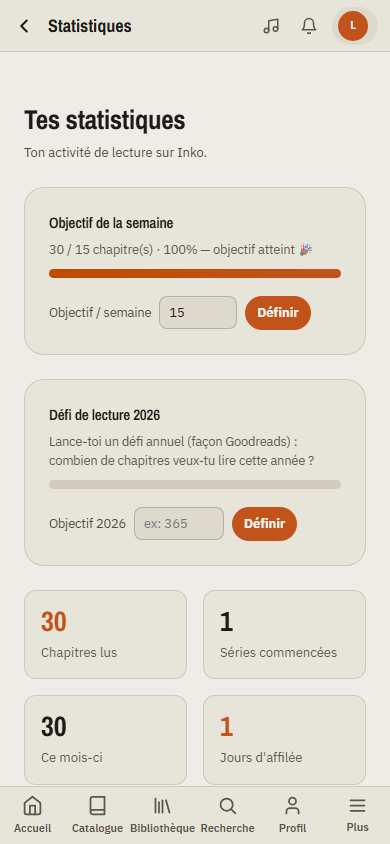 Statistiques
L
Tes statistiques
Ton activité de lecture sur Inko.
Objectif de la semaine
30 / 15 chapitre(s) · 100% — objectif atteint 🎉
Objectif / semaine 15 Définir
Défi de lecture 2026
Lance-toi un défi annuel (façon Goodreads) :
combien de chapitres veux-tu lire cette année ?
Objectif 2026 ex: 365 Définir
30 1
Chapitres lus Séries commencées
30 1
Ce mois-ci Jours d'affilée
Accueil Catalogue Bibliothèque Recherche Profil Plus